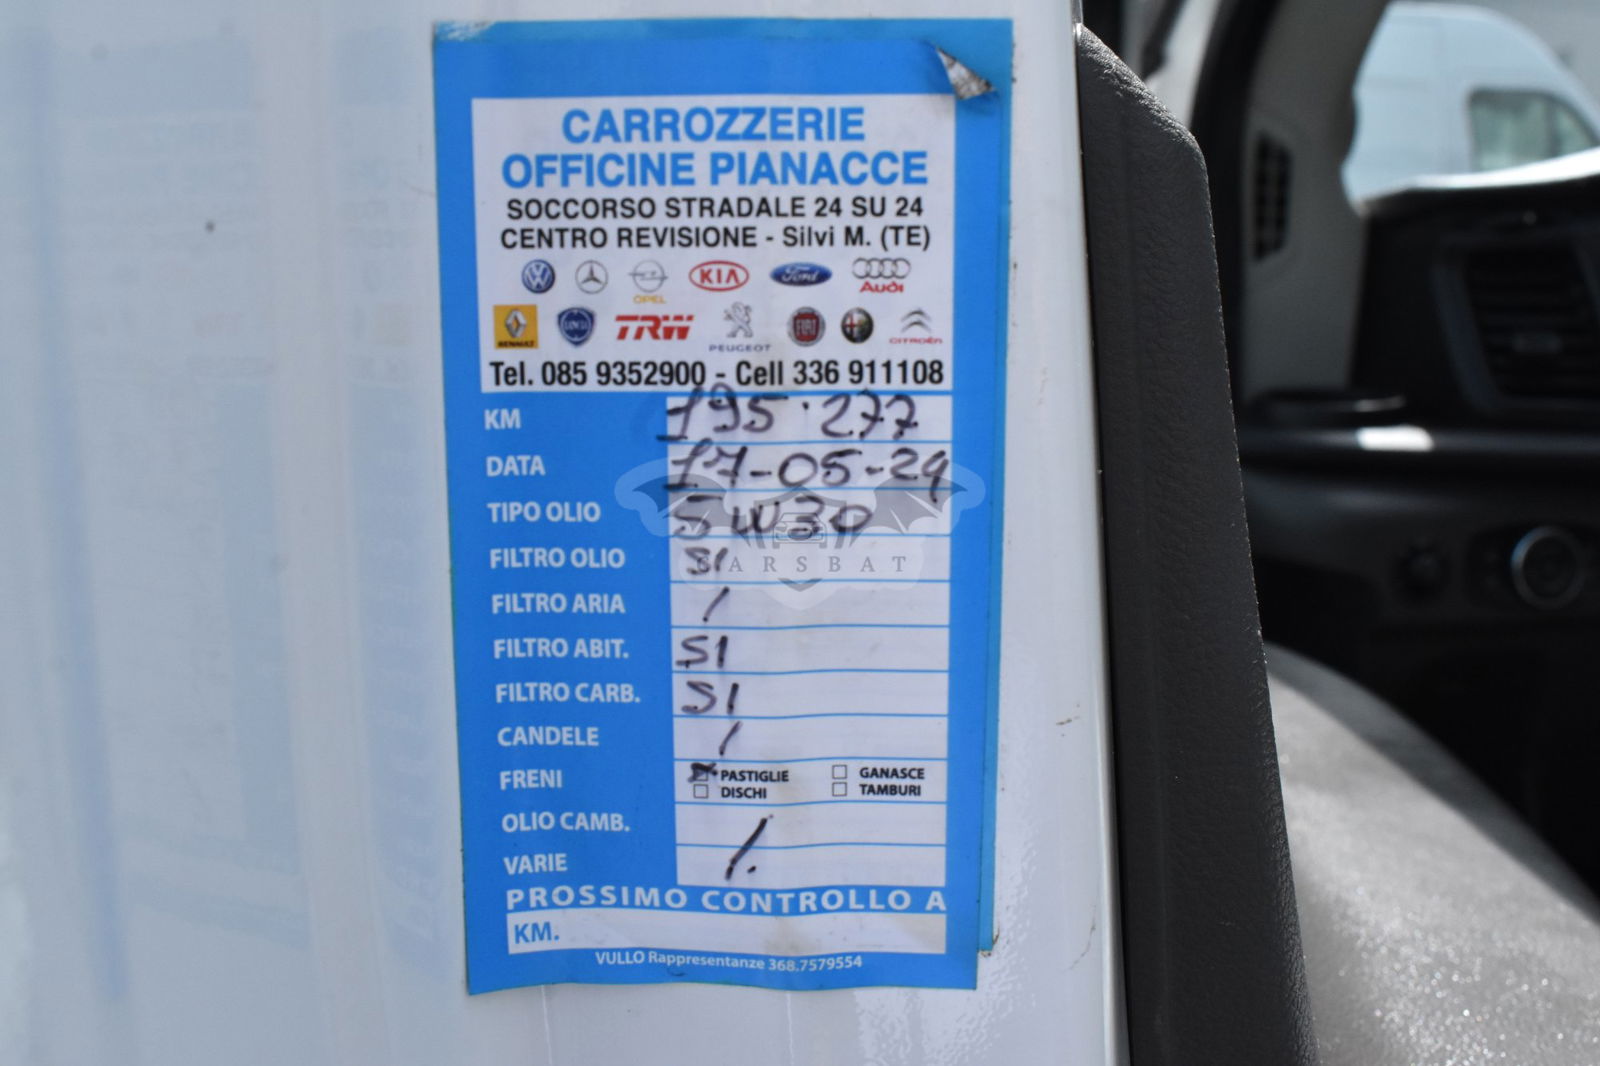 CARROZZERIE
OFFICINE PIANACCE
SOCCORSO STRADALE 24 SU 24
CENTRO REVISIONE - Silvi M. (TE)
OPEL KIA Ford Audi
RENAULT LANCIA TRW PEUGEOT FIAT CITROËN
Tel. 085 9352900 - Cell 336 911108
KM 195.277
DATA 17-05-24
TIPO OLIO 5W30
FILTRO OLIO SI
CARSBAT
FILTRO ARIA /
FILTRO ABIT. SI
FILTRO CARB. SI
CANDELE /
FRENI PASTIGLIE GANASCE
DISCHI TAMBURI
OLIO CAMB.
VARIE /.
PROSSIMO CONTROLLO A
KM.
VULLO Rappresentanze 368.7579554